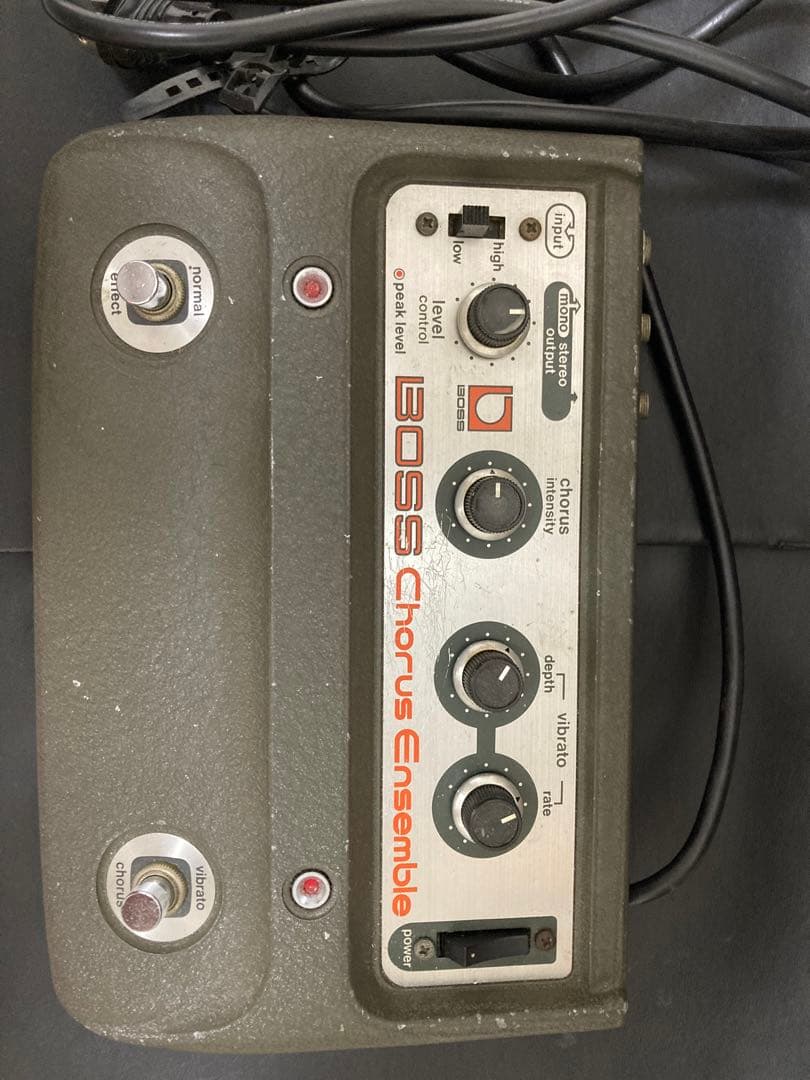 input
high
low
level
control
peak level
mono stereo
output
BOSS
chorus
intensity
depth
vibrato
rate
BOSS Chorus Ensemble
power
normal
effect
vibrato
chorus